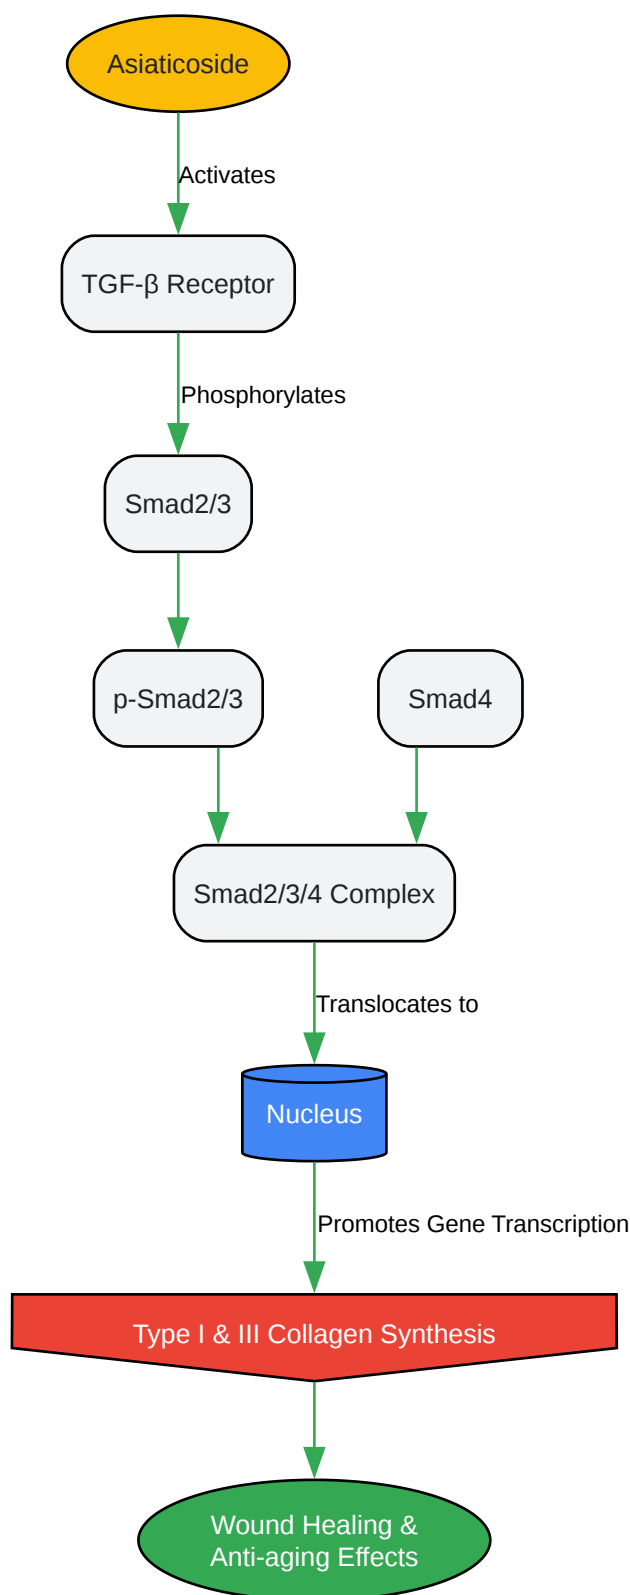 Asiaticoside
Activates
TGF-β Receptor
Phosphorylates
Smad2/3
p-Smad2/3
Smad4
Smad2/3/4 Complex
Translocates to
Nucleus
Promotes Gene Transcription
Type I & III Collagen Synthesis
Wound Healing &
Anti-aging Effects